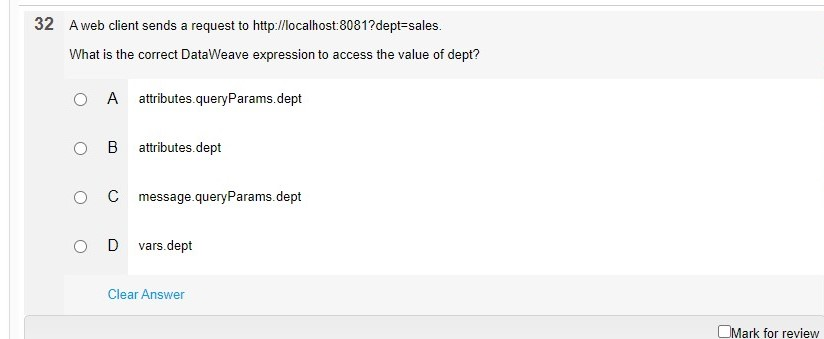 32 A web client sends a request to http://localhost:8081?dept=sales.
What is the correct DataWeave expression to access the value of dept?
A attributes.queryParams.dept
B attributes.dept
C message.queryParams.dept
D vars.dept
Clear Answer
Mark for review